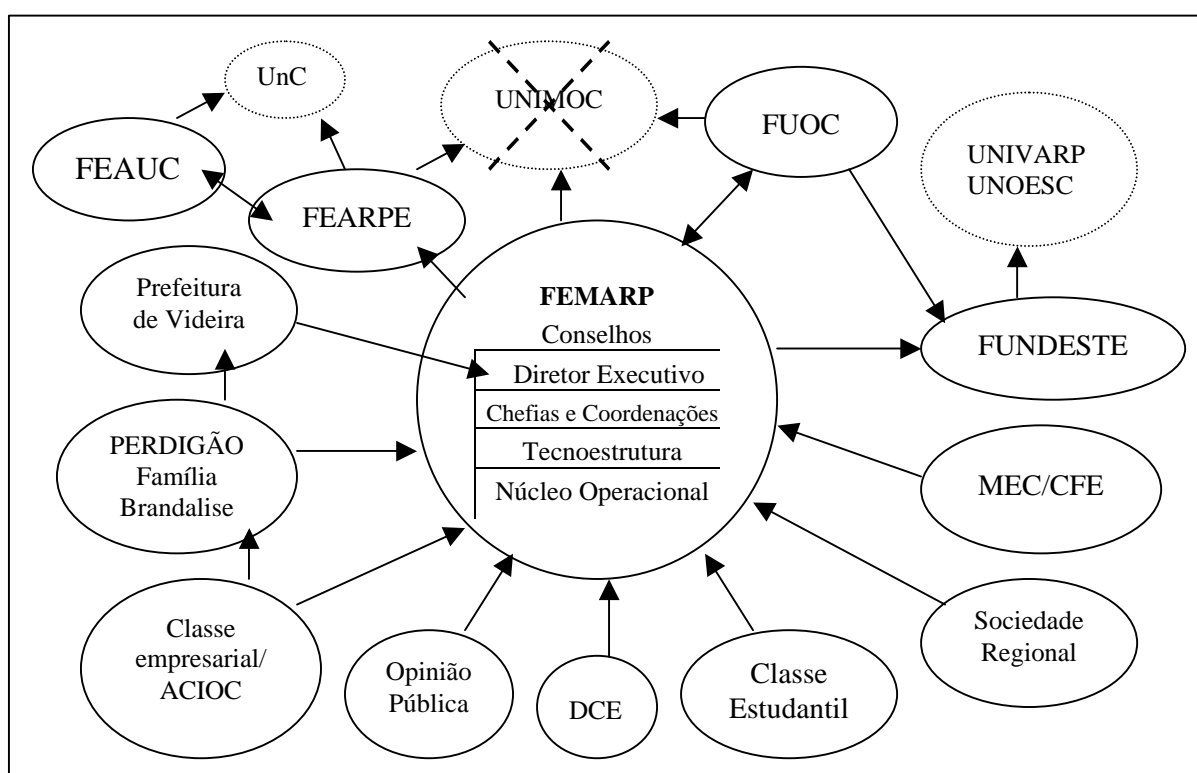 UnC
UNIMOC
FUOC
UNIVARP
UNOESC
FEAUC
FEARPE
Prefeitura
de Videira
FEMARP
Conselhos
Diretor Executivo
Chefias e Coordenações
Tecnoestrutura
Núcleo Operacional
FUNDESTE
PERDIGÃO
Família
Brandalise
MEC/CFE
Classe
empresarial/
ACIOC
Opinião
Pública
DCE
Classe
Estudantil
Sociedade
Regional